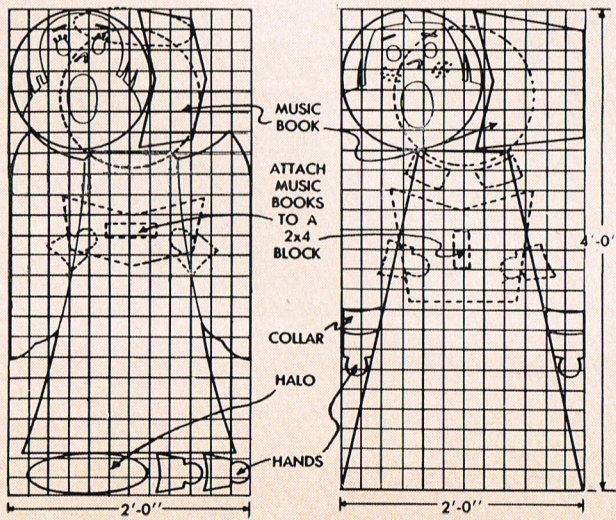 MUSIC
BOOK
ATTACH
MUSIC
BOOKS
TO A
2x4
BLOCK
4'-0"
COLLAR
HALO
HANDS
2'-0"
2'-0"